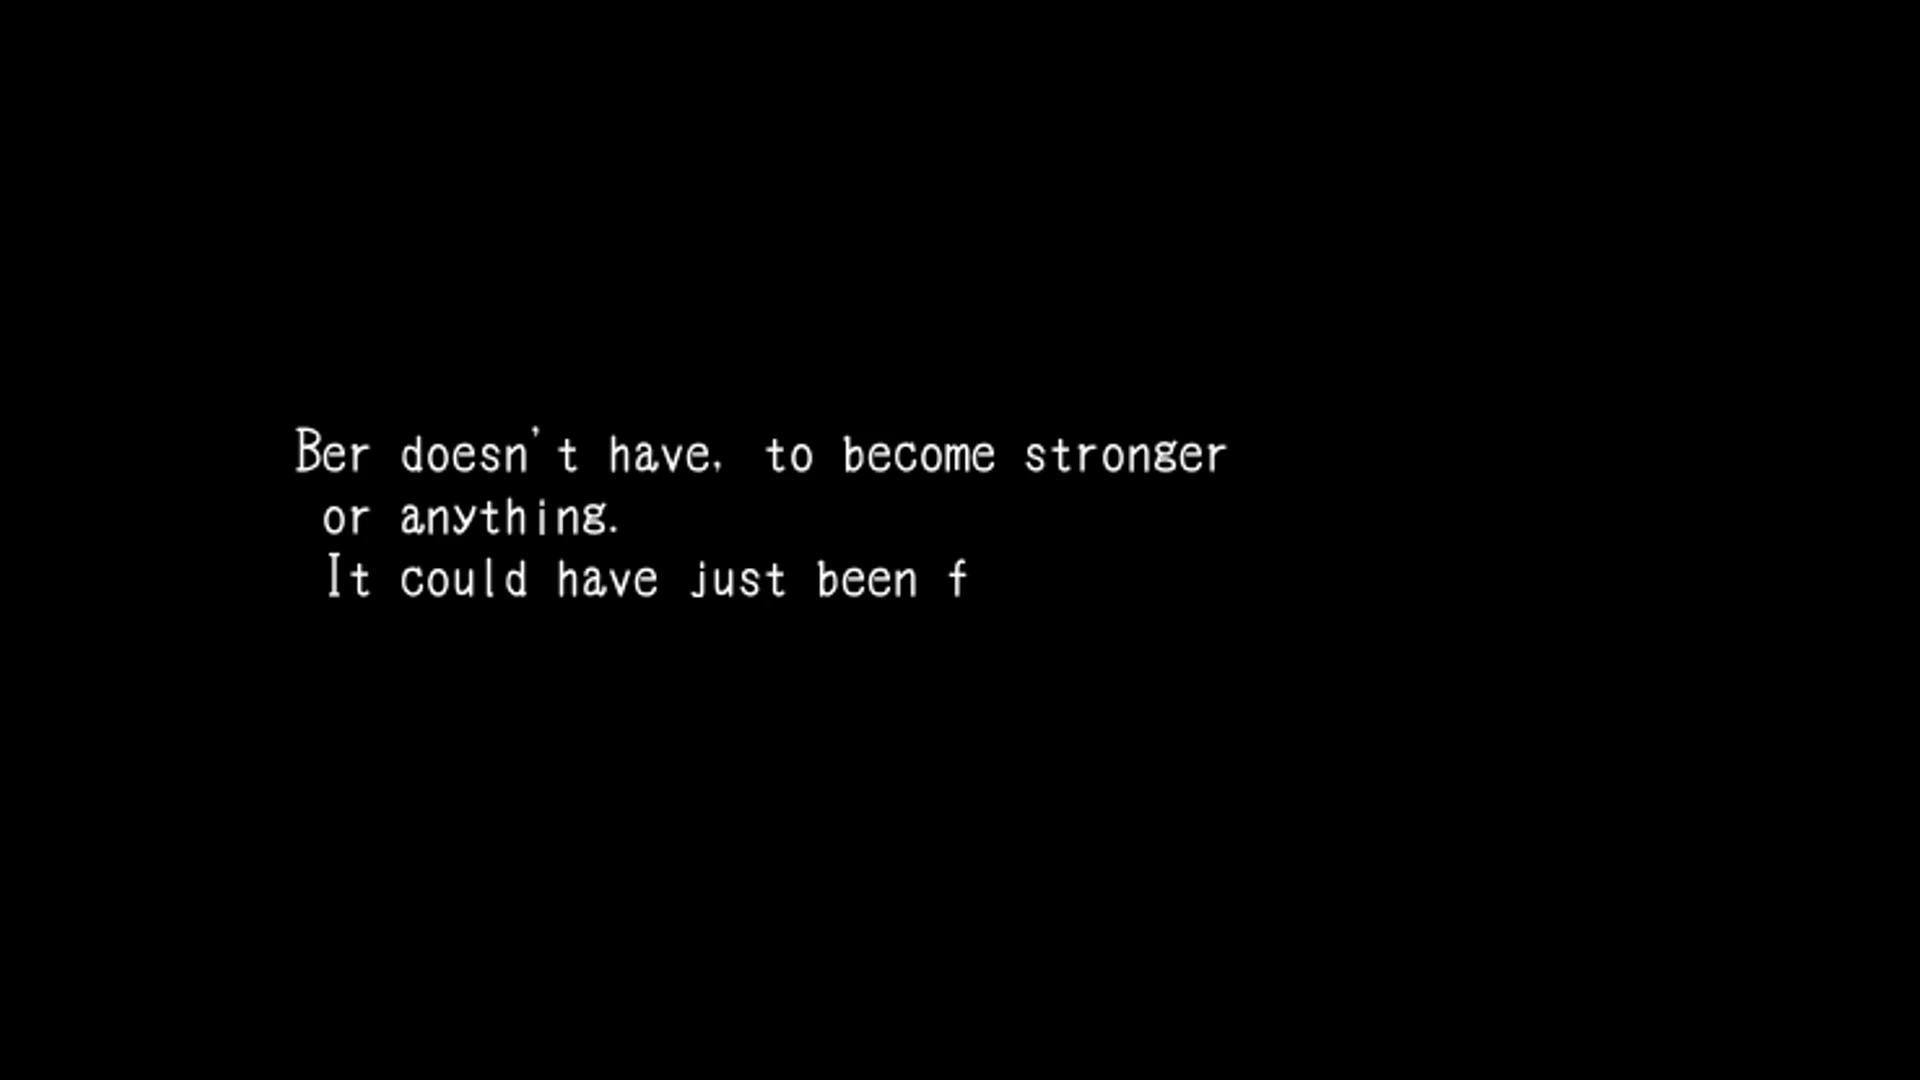 Ber doesn't have, to become stronger
or anything.
It could have just been f